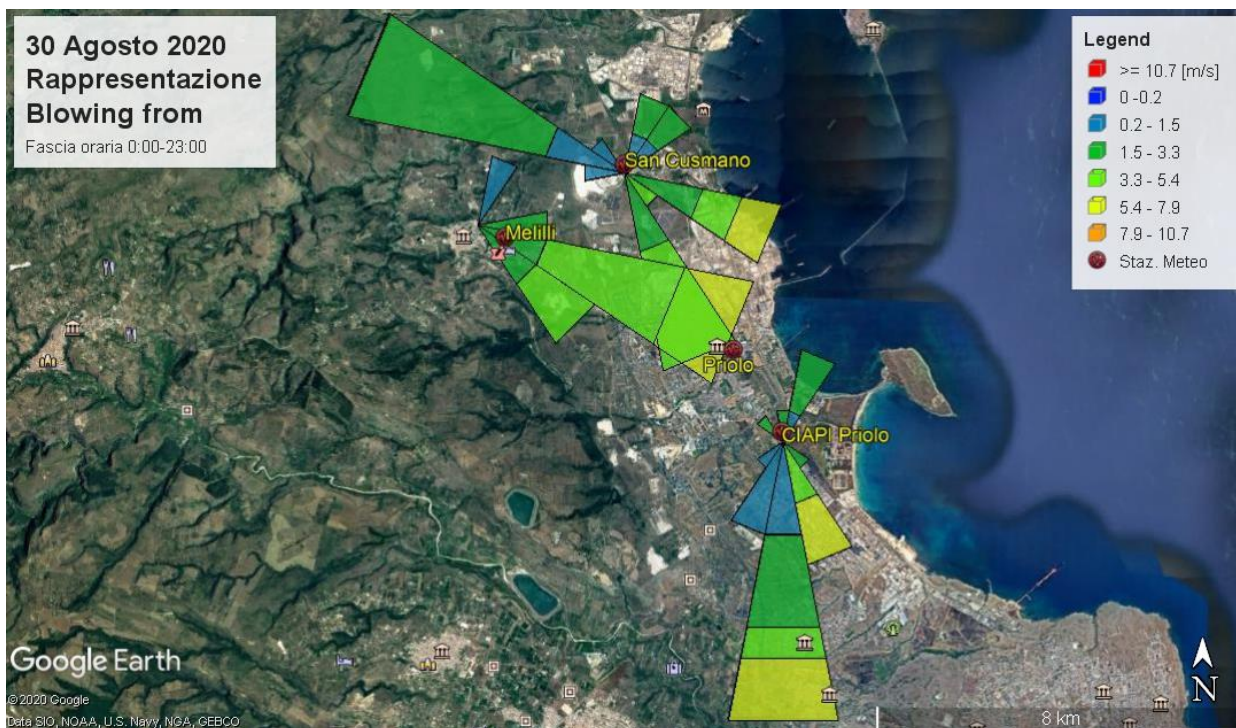 30 Agosto 2020
Rappresentazione
Blowing from
Fascia oraria 0:00-23:00
Legend
>= 10.7 [m/s]
0 -0.2
0.2 - 1.5
1.5 - 3.3
3.3 - 5.4
5.4 - 7.9
7.9 - 10.7
Staz. Meteo
San Cusmano
Melilli
Priolo
CIAPI Priolo
Google Earth
N
© 2020 Google
8 km
Data SIO, NOAA, U.S. Navy, NGA, GEBCO